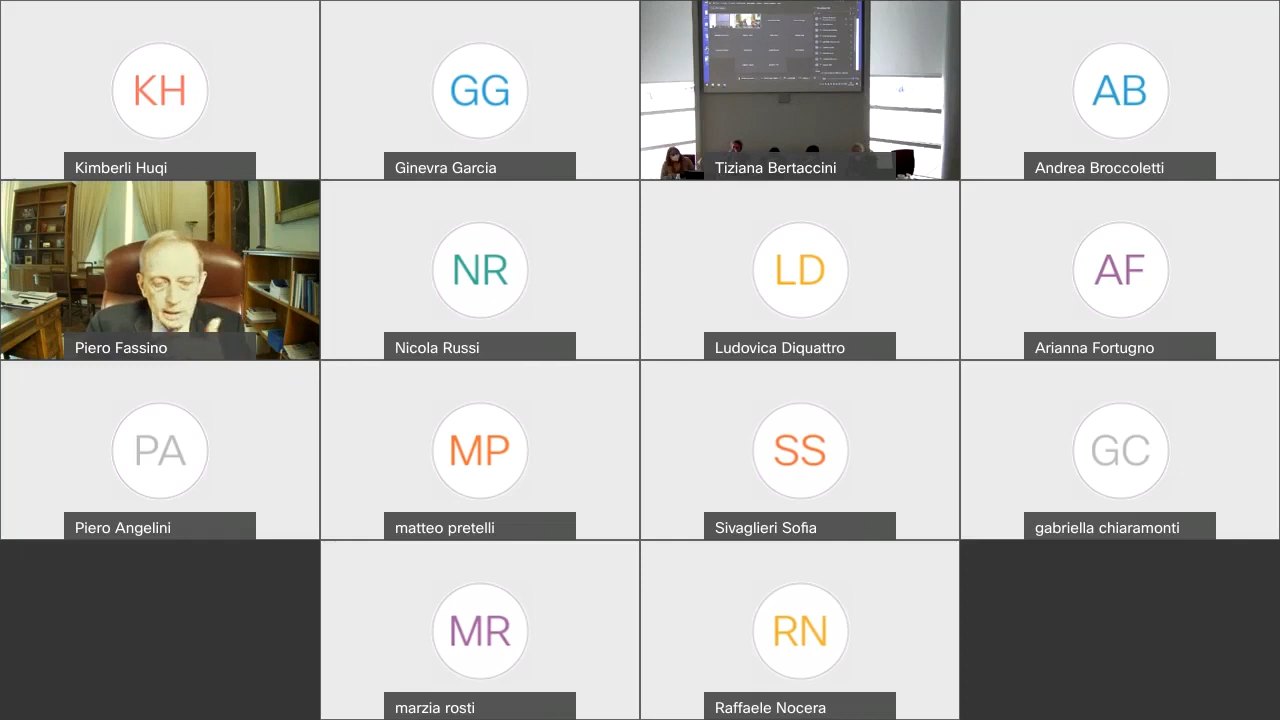 KH
Kimberli Huqi
GG
Ginevra Garcia
Tiziana Bertaccini
AB
Andrea Broccoletti
Piero Fassino
NR
Nicola Russi
LD
Ludovica Diquattro
AF
Arianna Fortugno
PA
Piero Angelini
MP
matteo pretelli
SS
Sivaglieri Sofia
GC
gabriella chiaramonti
MR
marzia rosti
RN
Raffaele Nocera